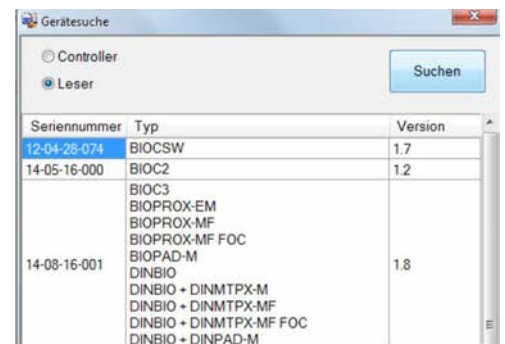 Gerätesuche
Controller
Leser
Suchen
Seriennummer Typ Version
12-04-28-074 BIOCSW 1.7
14-05-16-000 BIOC2 1.2
BIOC3
BIOPROX-EM
BIOPROX-MF
BIOPROX-MF FOC
BIOPAD-M
14-08-16-001 DINBIO 1.8
DINBIO + DINMTPX-M
DINBIO + DINMTPX-MF
DINBIO + DINMTPX-MF FOC
DINBIO + DINPAD-M